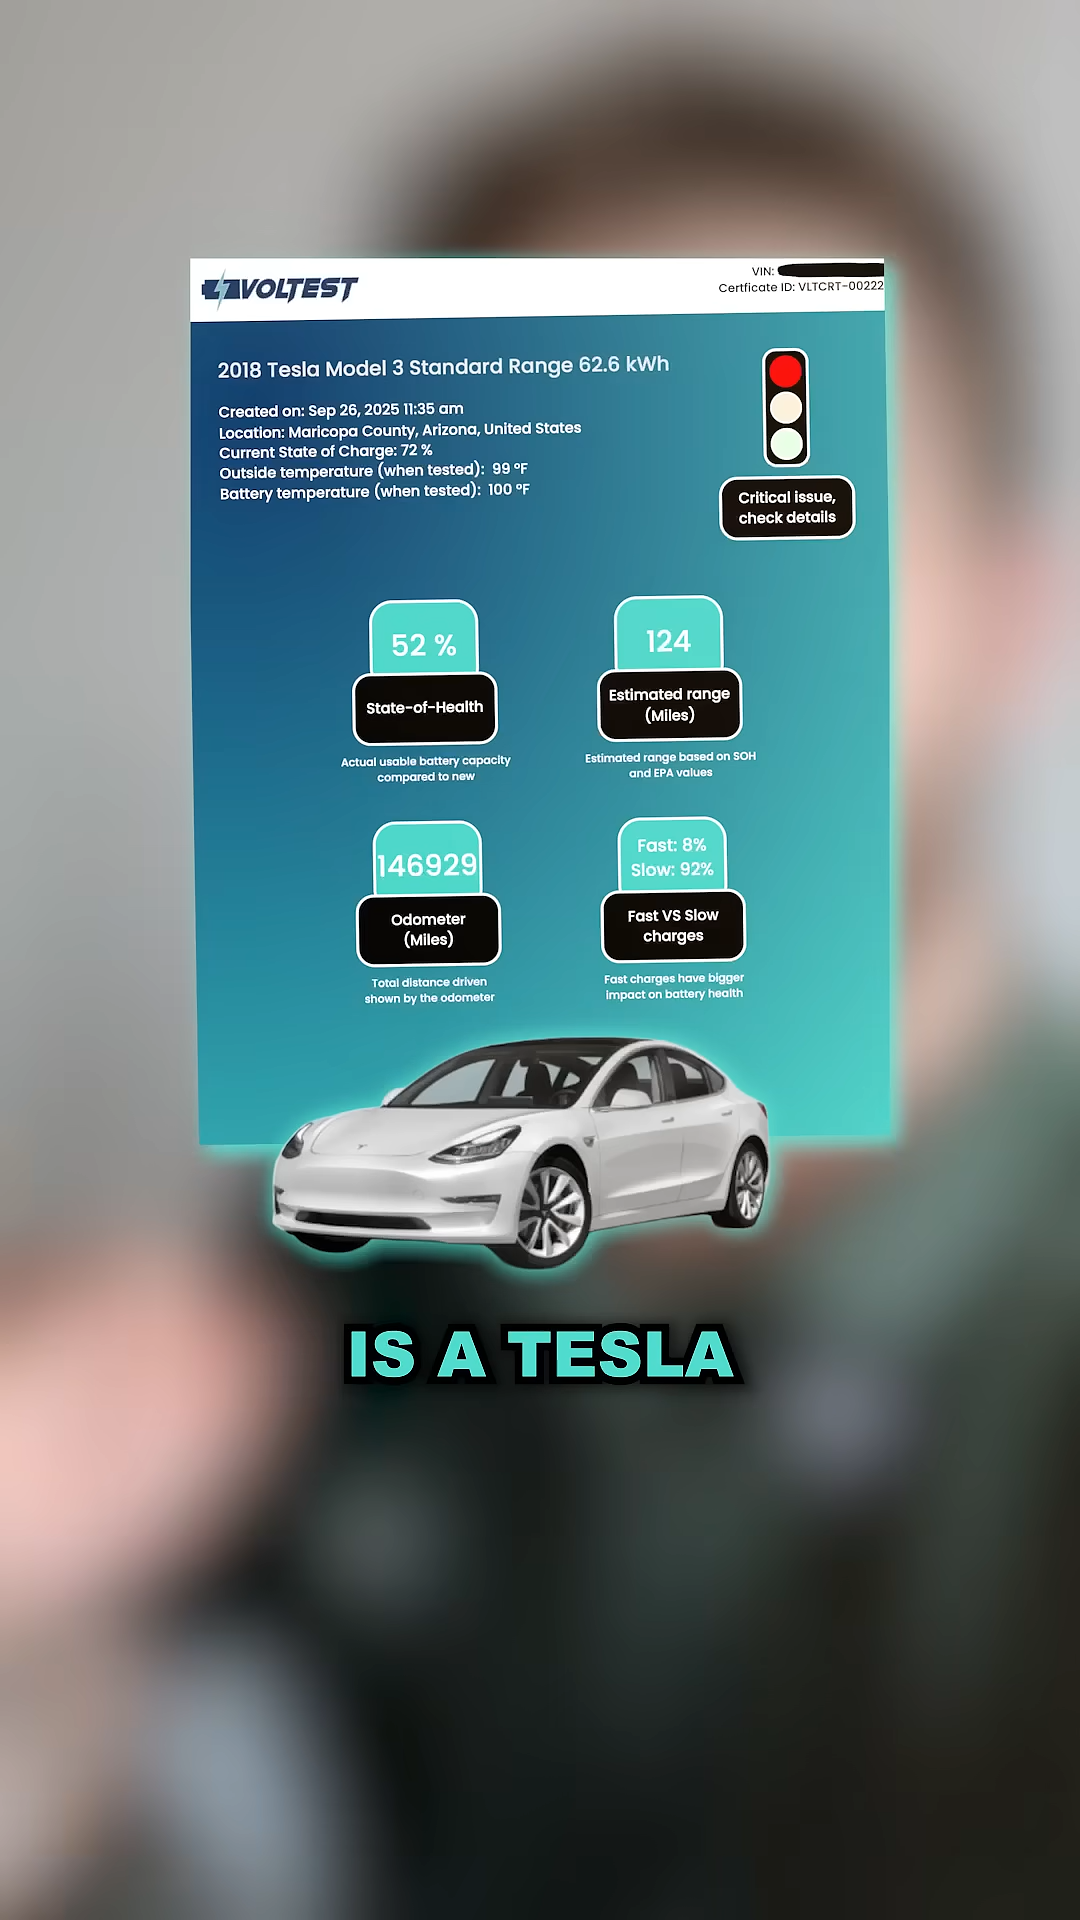 VOLTEST
VIN:
Certficate ID: VLTCRT-00222
2018 Tesla Model 3 Standard Range 62.6 kWh
Created on: Sep 26, 2025 11:35 am
Location: Maricopa County, Arizona, United States
Current State of Charge: 72 %
Outside temperature (when tested): 99 ºF
Battery temperature (when tested): 100 ºF
Critical issue,
check details
52 %
State-of-Health
Actual usable battery capacity
compared to new
124
Estimated range
(Miles)
Estimated range based on SOH
and EPA values
146929
Odometer
(Miles)
Total distance driven
shown by the odometer
Fast: 8%
Slow: 92%
Fast VS Slow
charges
Fast charges have bigger
impact on battery health
IS A TESLA